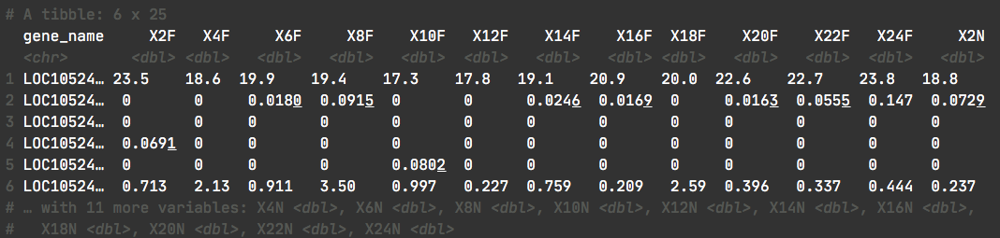 # A tibble: 6 x 25
gene_name X2F X4F X6F X8F X10F X12F X14F X16F X18F X20F X22F X24F X2N
<chr> <dbl> <dbl> <dbl> <dbl> <dbl> <dbl> <dbl> <dbl> <dbl> <dbl> <dbl> <dbl> <dbl>
1 LOC10524… 23.5 18.6 19.9 19.4 17.3 17.8 19.1 20.9 20.0 22.6 22.7 23.8 18.8
2 LOC10524… 0 0 0.0180 0.0915 0 0 0.0246 0.0169 0 0.0163 0.0555 0.147 0.0729
3 LOC10524… 0 0 0 0 0 0 0 0 0 0 0 0 0
4 LOC10524… 0.0691 0 0 0 0 0 0 0 0 0 0 0 0
5 LOC10524… 0 0 0 0 0.0802 0 0 0 0 0 0 0 0
6 LOC10524… 0.713 2.13 0.911 3.50 0.997 0.227 0.759 0.209 2.59 0.396 0.337 0.444 0.237
# … with 11 more variables: X4N <dbl>, X6N <dbl>, X8N <dbl>, X10N <dbl>, X12N <dbl>, X14N <dbl>, X16N <dbl>,
# X18N <dbl>, X20N <dbl>, X22N <dbl>, X24N <dbl>